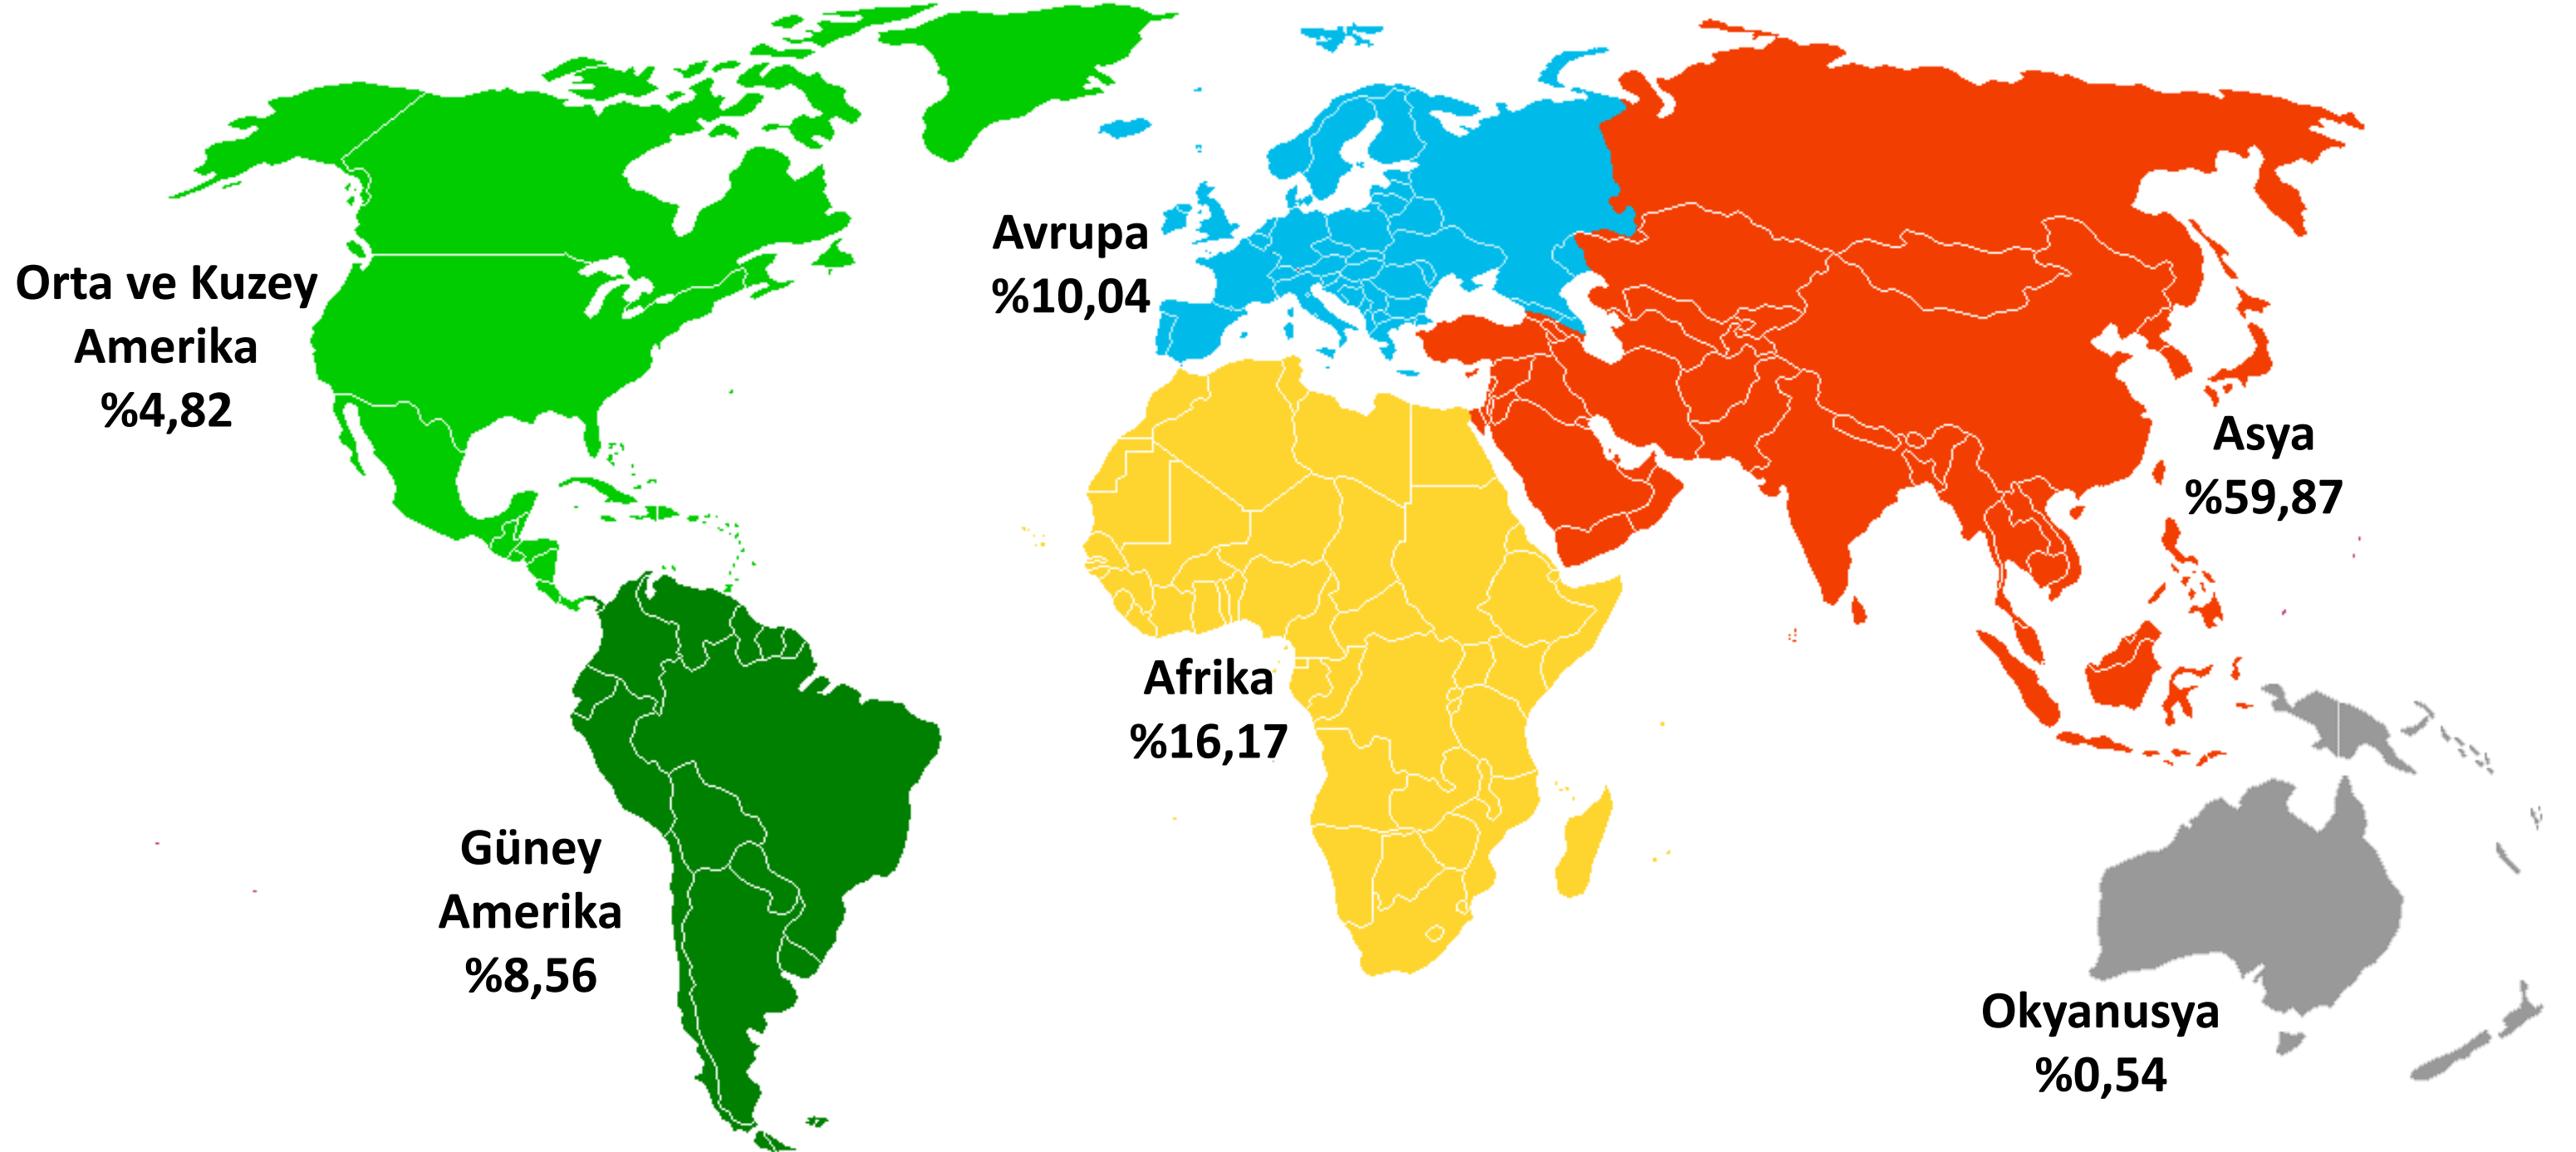 Orta ve Kuzey
Amerika
%4,82
Avrupa
%10,04
Asya
%59,87
Afrika
%16,17
Güney
Amerika
%8,56
Okyanusya
%0,54